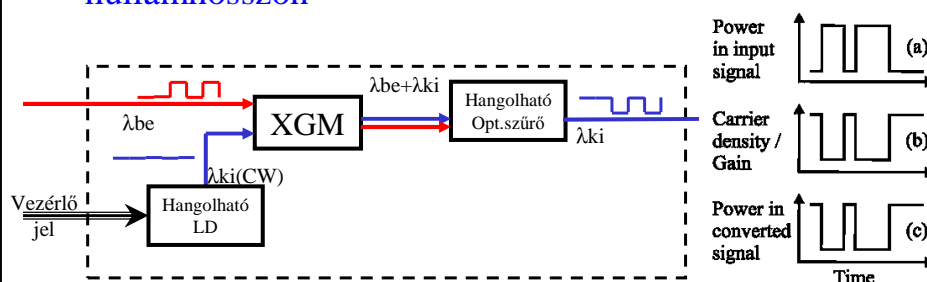 hullámhosszon
λbe
XGM
λbe+λki
Hangolható
Opt.szűrő
λki
λki(CW)
Vezérlő
jel
Hangolható
LD
Power
in input
signal
(a)
Carrier
density /
Gain
(b)
Power in
converted
signal
(c)
Time